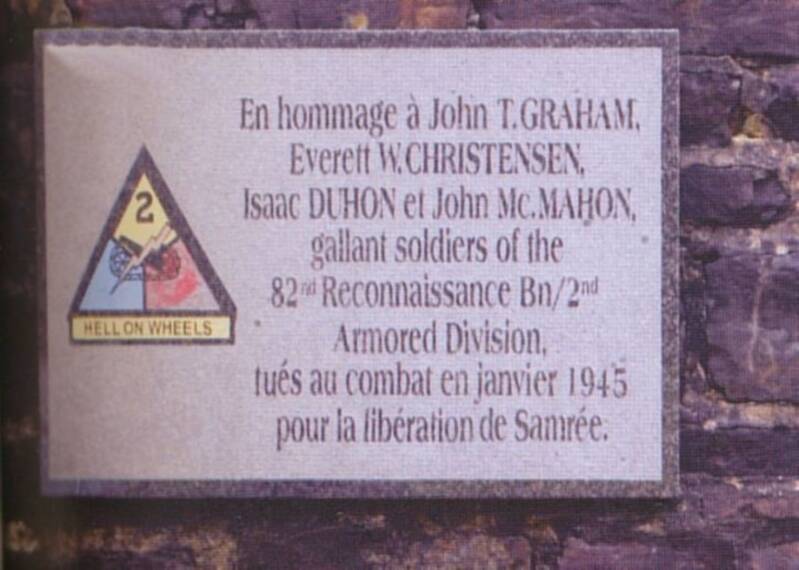 En hommage à John T.GRAHAM,
Everett W.CHRISTENSEN,
Isaac DUHON et John Mc.MAHON,
gallant soldiers of the
82nd Reconnaissance Bn/2nd
Armored Division,
tués au combat en janvier 1945
pour la libération de Samrée.
2
HELL ON WHEELS